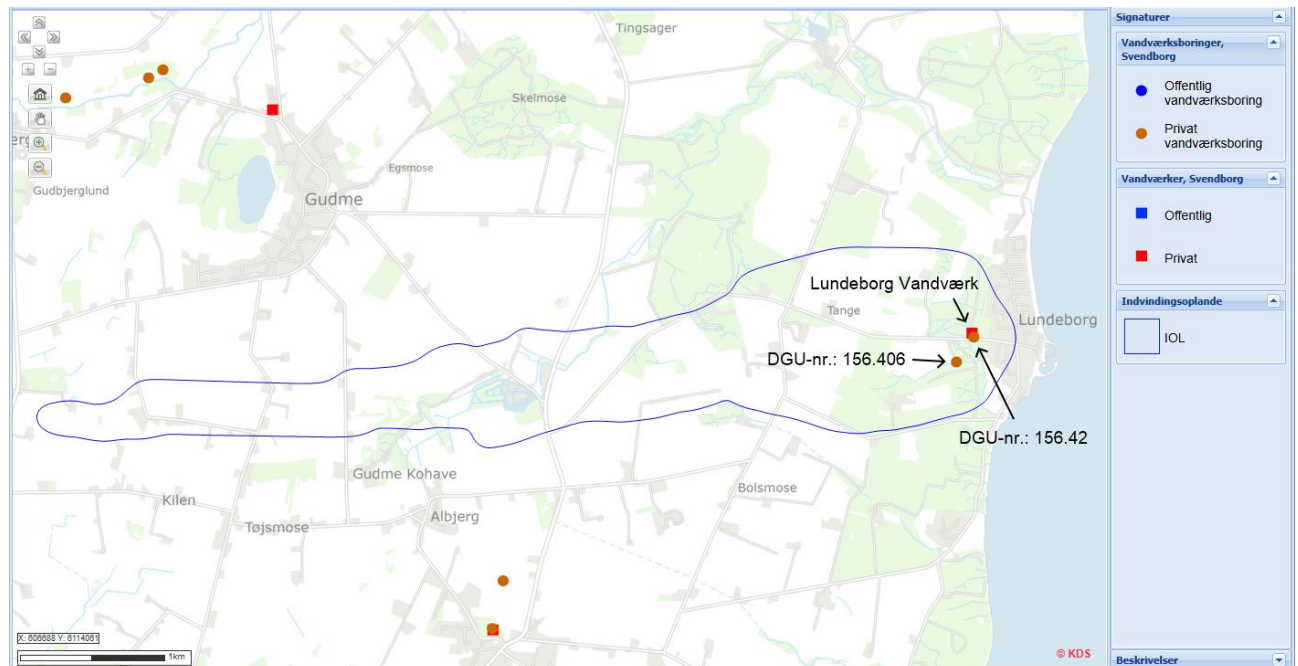 Tingsager
Skelmose
Egsmose
Gudbjerglund
Gudme
Lundeborg Vandværk
Tange
Lundeborg
DGU-nr.: 156.406
DGU-nr.: 156.42
Gudme Kohave
Bolsmose
Kilen
Albjerg
Tøjsmose
X: 606688 Y: 6114061
1km
© KDS
Signaturer
Vandværksboringer,
Svendborg
Offentlig
vandværksboring
Privat
vandværksboring
Vandværker, Svendborg
Offentlig
Privat
Indvindingsoplande
IOL
Beskrivelser